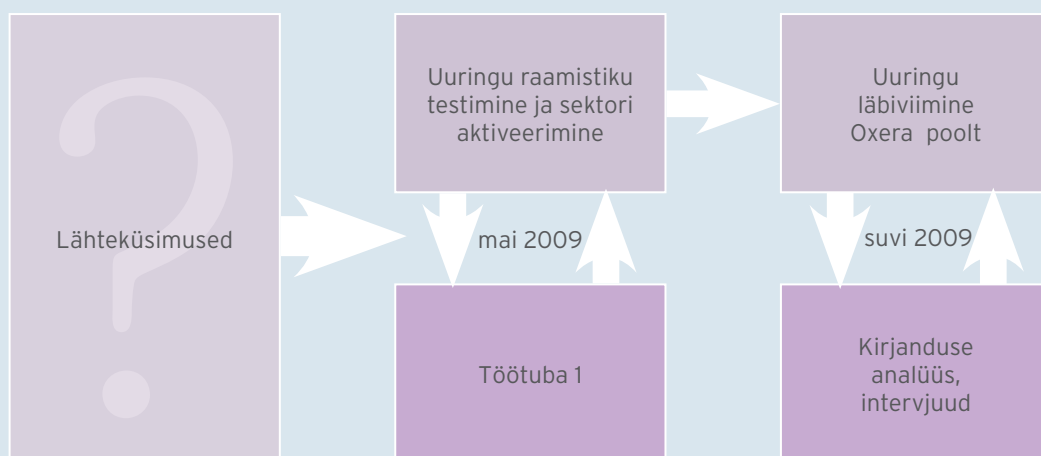 Lähteküsimused
Uuringu raamistiku
testimine ja sektori
aktiveerimine
mai 2009
Töötuba 1
Uuringu
läbiviimine
Oxera poolt
suvi 2009
Kirjanduse
analüüs,
intervjuud